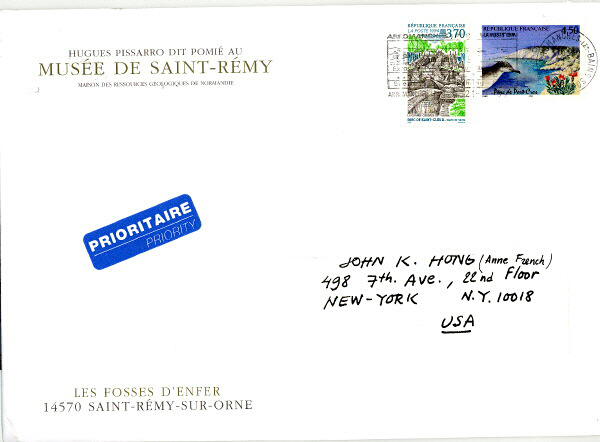 HUGUES PISSARRO DIT POMIÉ AU
MUSÉE DE SAINT-RÉMY
MAISON DES RESSOURCES GÉOLOGIQUES DE NORMANDIE
RÉPUBLIQUE FRANÇAISE
LA POSTE 1996
3,70
PARC DE SAINT-CLOUD
4,50
RÉPUBLIQUE FRANÇAISE
LA POSTE 1996
Parc de Port-Cros
PRIORITAIRE
PRIORITY
JOHN K. HONG (Anne French)
498 7th. Ave., 22nd Floor
NEW-YORK N.Y. 10018
USA
LES FOSSES D'ENFER
14570 SAINT-RÉMY-SUR-ORNE